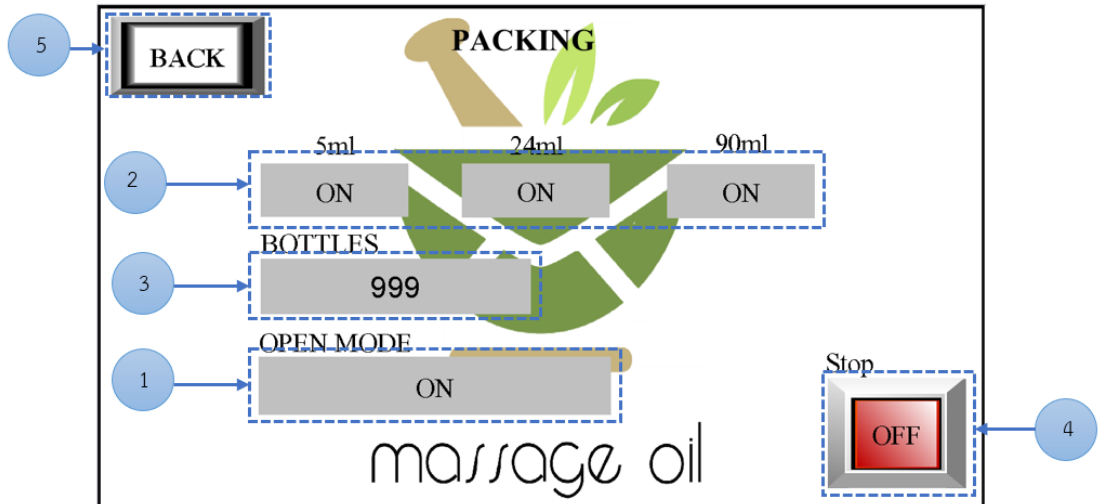 5
BACK
PACKING
2
5ml 24ml 90ml
ON ON ON
BOTTLES
3
999
OPEN MODE
1
ON
Stop
OFF
4
massage oil